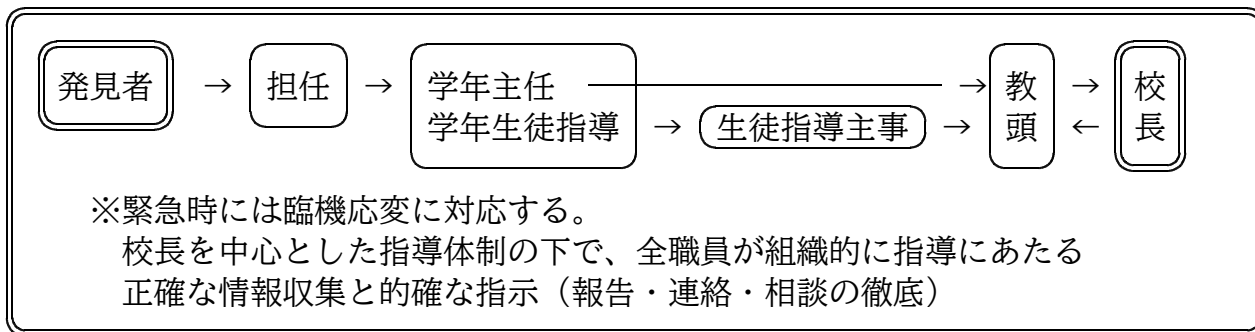 発見者 → 担任 → 学年主任 → 教頭 → 校長
学年生徒指導 → 生徒指導主事 → ←
※緊急時には臨機応変に対応する。
校長を中心とした指導体制の下で、全職員が組織的に指導にあたる
正確な情報収集と的確な指示（報告・連絡・相談の徹底）